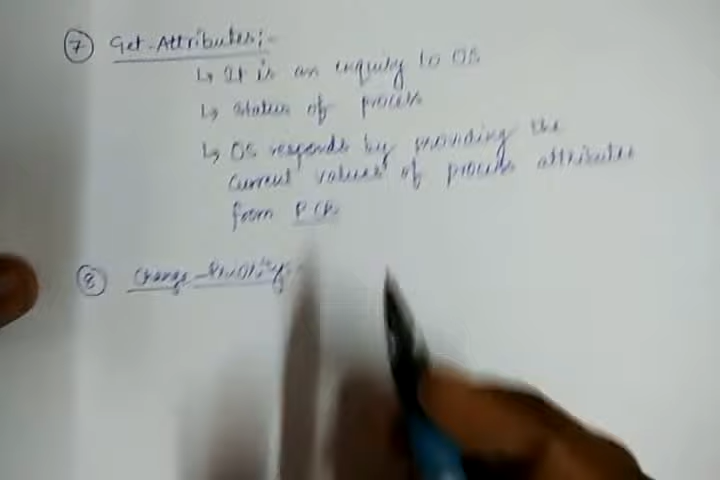 7 Get-Attributes:-
↳ It is an enquiry to OS
↳ Status of process
↳ OS responds by providing the
current values of process attributes
from PCB
8 Change-Priority:-